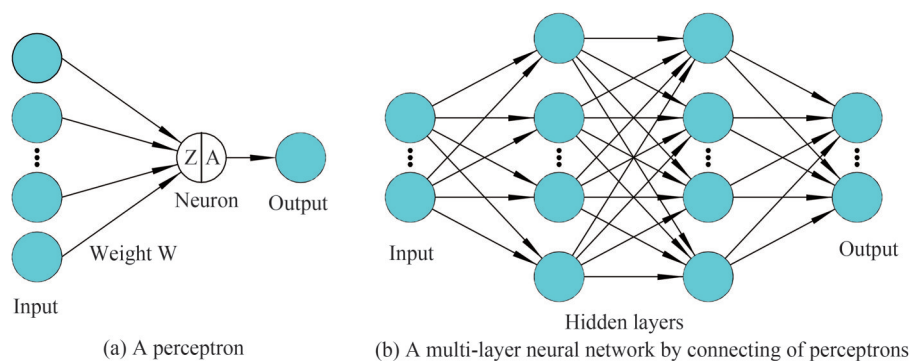 Z A
Neuron
Output
Weight W
Input
(a) A perceptron
Input
Output
Hidden layers
(b) A multi-layer neural network by connecting of perceptrons